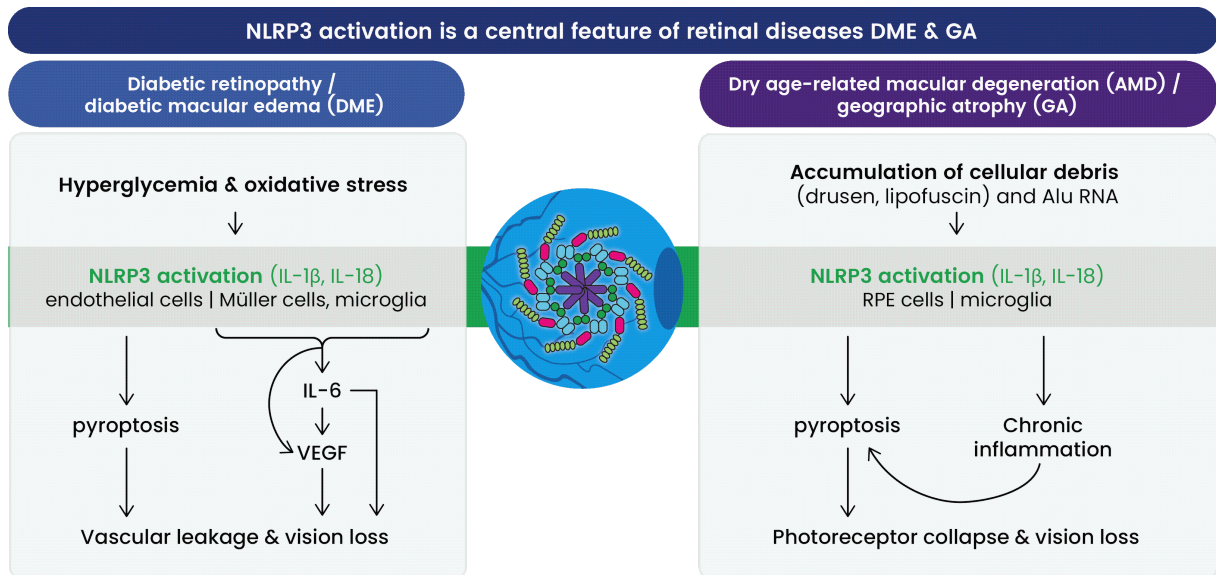 NLRP3 activation is a central feature of retinal diseases DME & GA
Diabetic retinopathy /
diabetic macular edema (DME)
Hyperglycemia & oxidative stress
NLRP3 activation (IL-1β, IL-18)
endothelial cells | Müller cells, microglia
IL-6
pyroptosis
VEGF
Vascular leakage & vision loss
Dry age-related macular degeneration (AMD) /
geographic atrophy (GA)
Accumulation of cellular debris
(drusen, lipofuscin) and Alu RNA
NLRP3 activation (IL-1β, IL-18)
RPE cells | microglia
pyroptosis
Chronic
inflammation
Photoreceptor collapse & vision loss